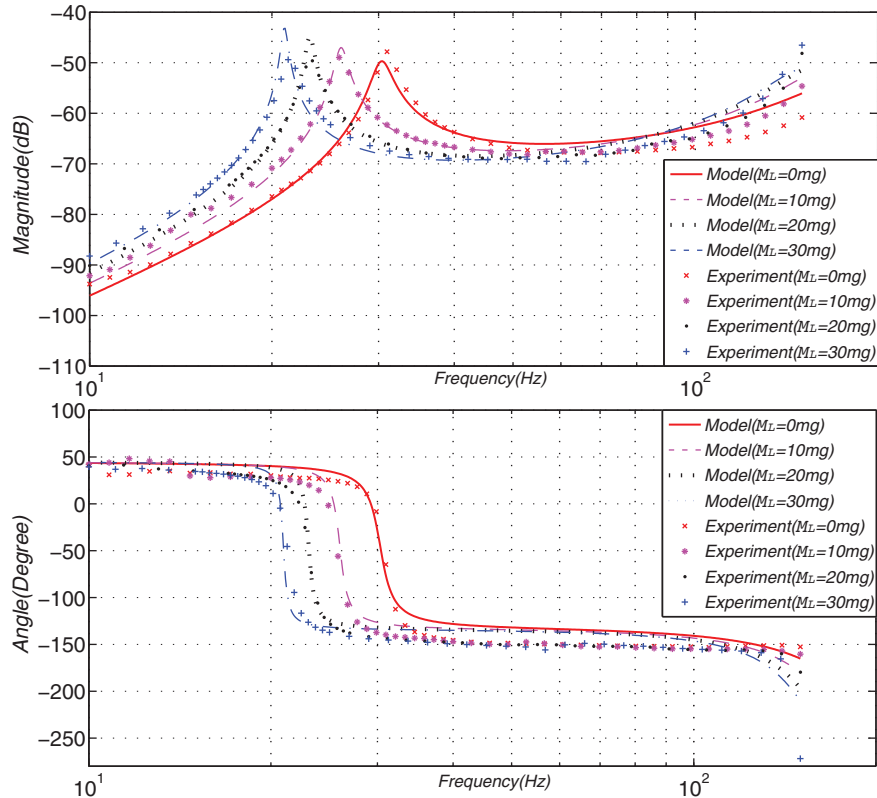 −40
−50
−60
−70
−80
−90
−100
−110
Magnitude(dB)
Model(ML=0mg)
Model(ML=10mg)
Model(ML=20mg)
Model(ML=30mg)
Experiment(ML=0mg)
Experiment(ML=10mg)
Experiment(ML=20mg)
Experiment(ML=30mg)
10^1
Frequency(Hz)
10^2
100
50
0
−50
−100
−150
−200
−250
Angle(Degree)
Model(ML=0mg)
Model(ML=10mg)
Model(ML=20mg)
Model(ML=30mg)
Experiment(ML=0mg)
Experiment(ML=10mg)
Experiment(ML=20mg)
Experiment(ML=30mg)
10^1
Frequency(Hz)
10^2